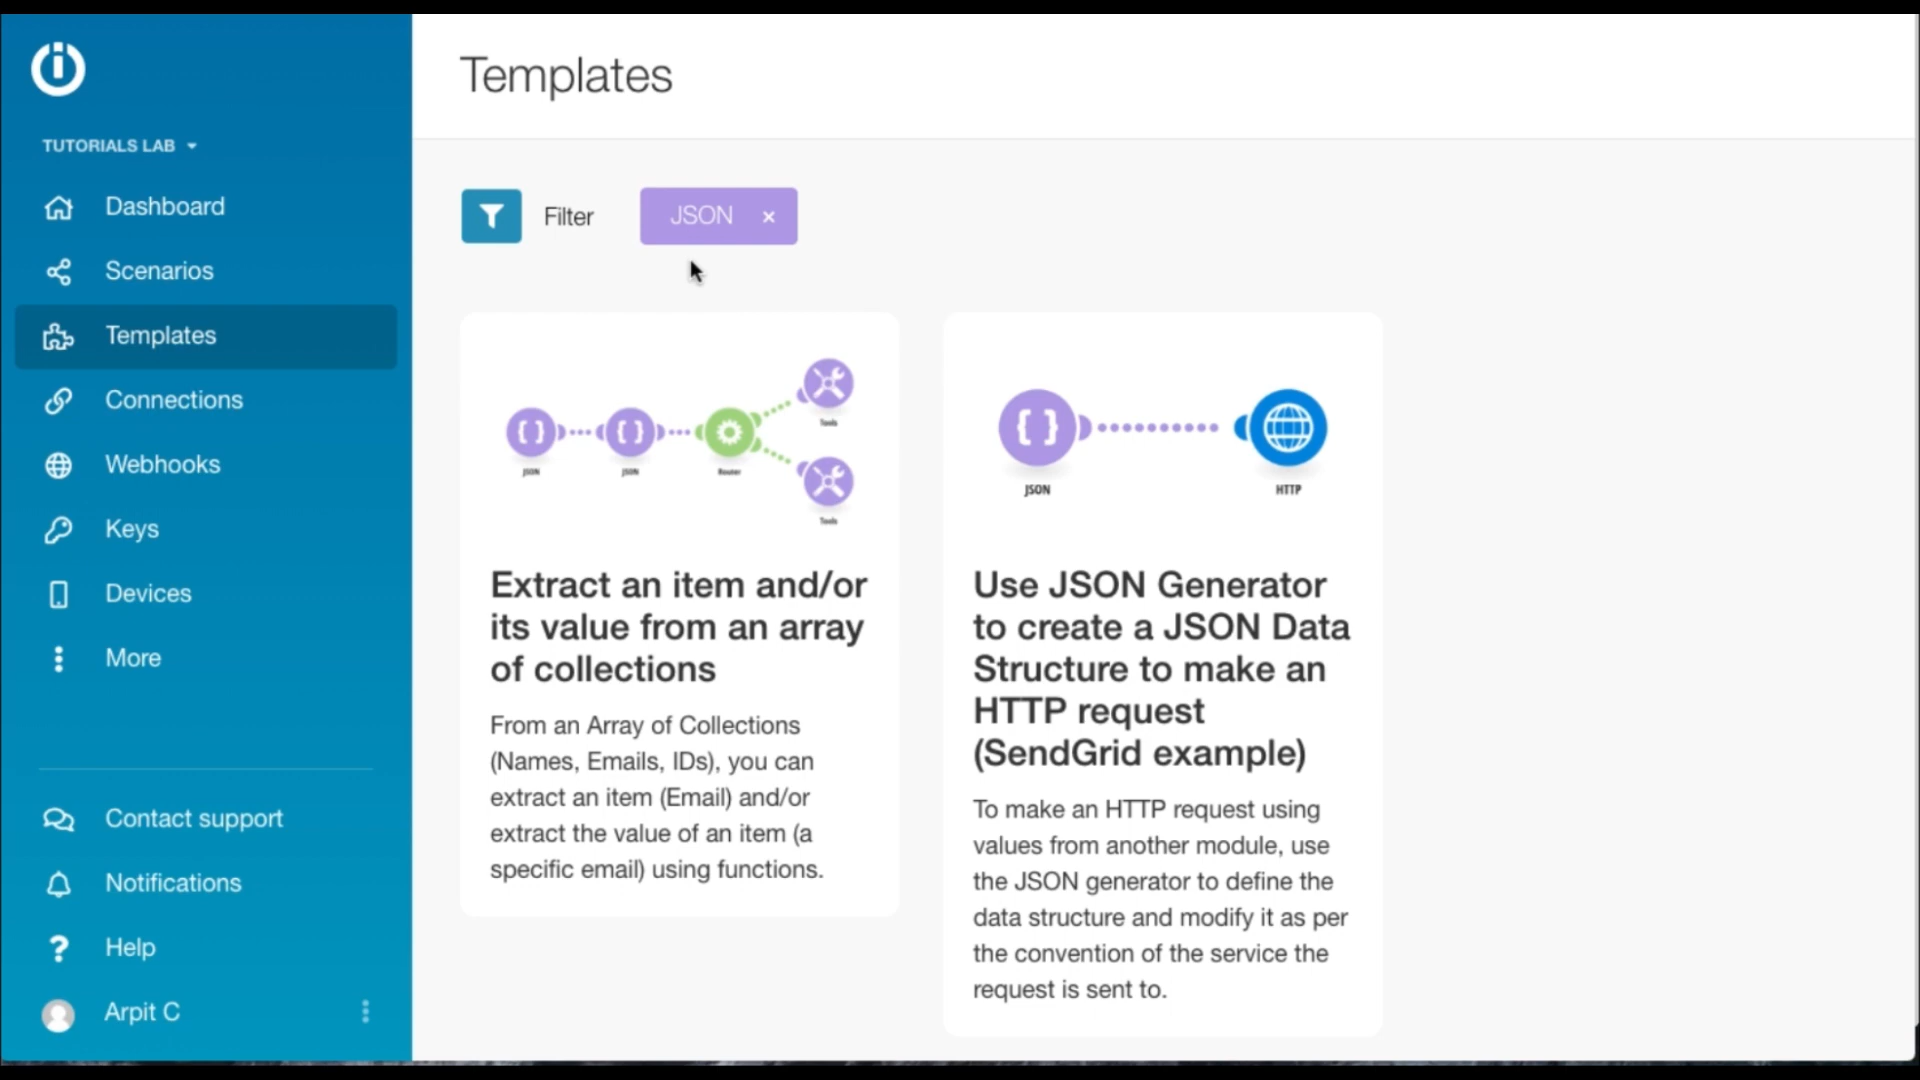 Templates
TUTORIALS LAB
Dashboard
Scenarios
Templates
Connections
Webhooks
Keys
Devices
More
Contact support
Notifications
Help
Arpit C
Filter
JSON ×
JSON
JSON
Router
Tools
Tools
Extract an item and/or
its value from an array
of collections
From an Array of Collections
(Names, Emails, IDs), you can
extract an item (Email) and/or
extract the value of an item (a
specific email) using functions.
JSON
HTTP
Use JSON Generator
to create a JSON Data
Structure to make an
HTTP request
(SendGrid example)
To make an HTTP request using
values from another module, use
the JSON generator to define the
data structure and modify it as per
the convention of the service the
request is sent to.